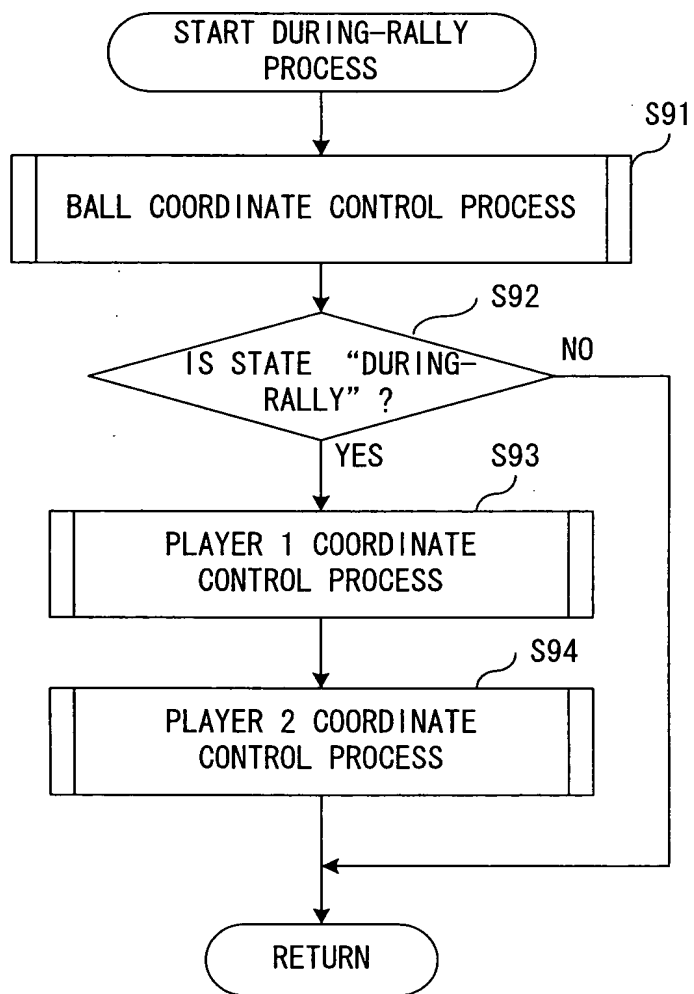 START DURING-RALLY
PROCESS
S91
BALL COORDINATE CONTROL PROCESS
S92
IS STATE “DURING-
RALLY” ?
NO
YES
S93
PLAYER 1 COORDINATE
CONTROL PROCESS
S94
PLAYER 2 COORDINATE
CONTROL PROCESS
RETURN